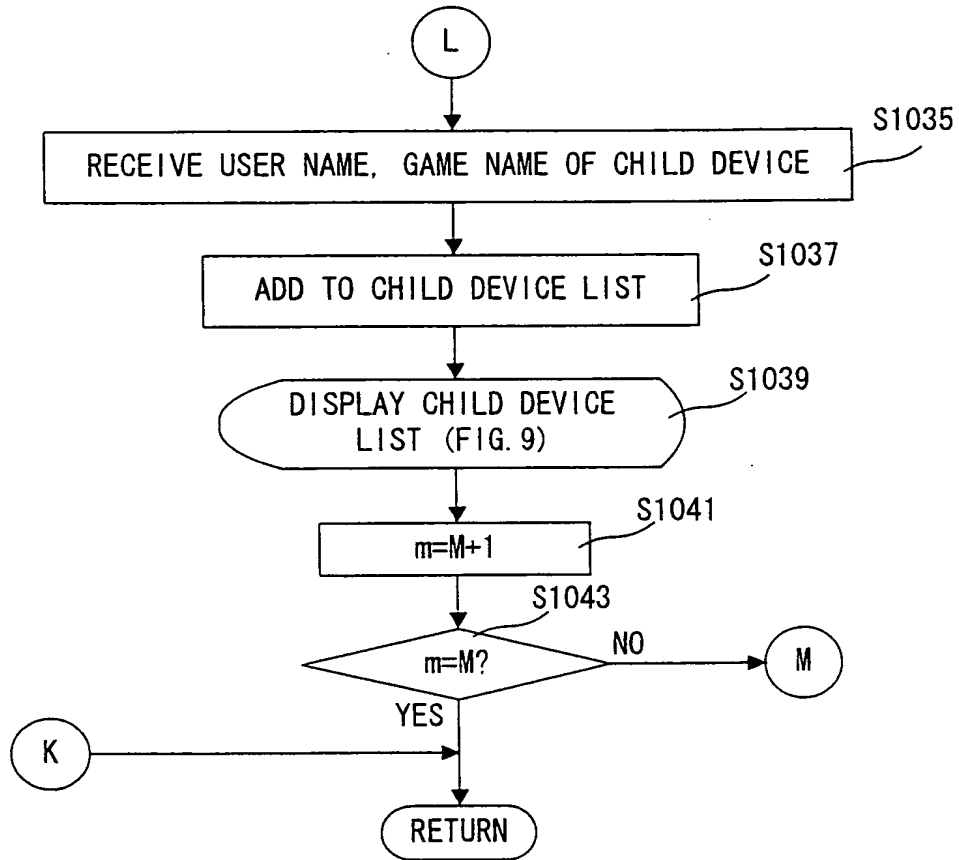 L
S1035
RECEIVE USER NAME, GAME NAME OF CHILD DEVICE
S1037
ADD TO CHILD DEVICE LIST
S1039
DISPLAY CHILD DEVICE
LIST (FIG. 9)
S1041
m=M+1
S1043
m=M?
NO
M
YES
K
RETURN